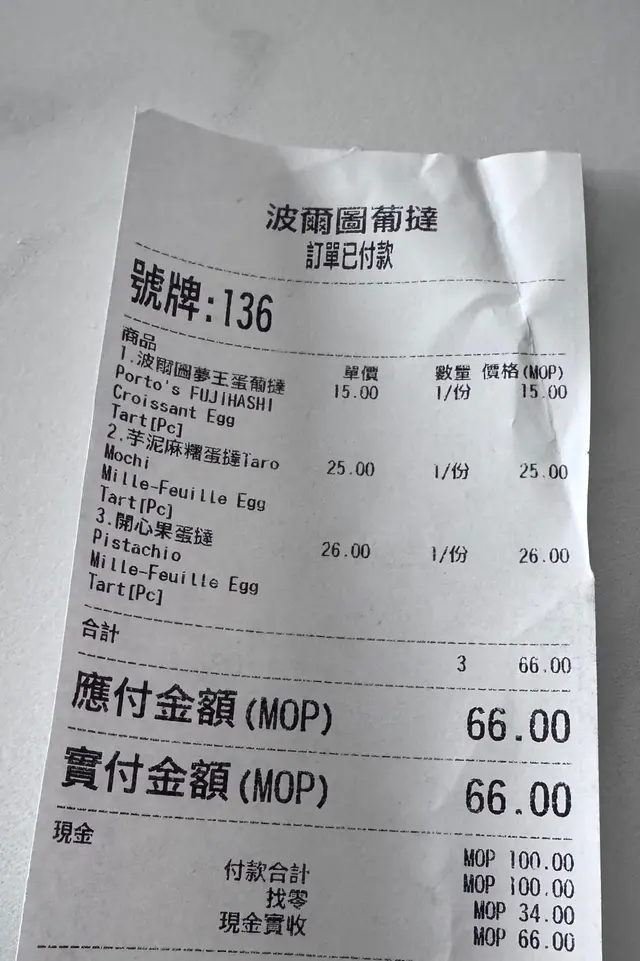 波爾圖葡撻
訂單已付款
號牌:136
商品 單價 數量 價格(MOP)
1.波爾圖夢王蛋葡撻 15.00 1/份 15.00
Porto's FUJIHASHI
Croissant Egg
Tart[Pc]
2.芋泥麻糬蛋撻Taro 25.00 1/份 25.00
Mochi
Mille-Feuille Egg
Tart[Pc]
3.開心果蛋撻 26.00 1/份 26.00
Pistachio
Mille-Feuille Egg
Tart[Pc]
合計 3 66.00
應付金額(MOP) 66.00
實付金額(MOP) 66.00
現金 MOP 100.00
付款合計 MOP 100.00
找零 MOP 34.00
現金實收 MOP 66.00